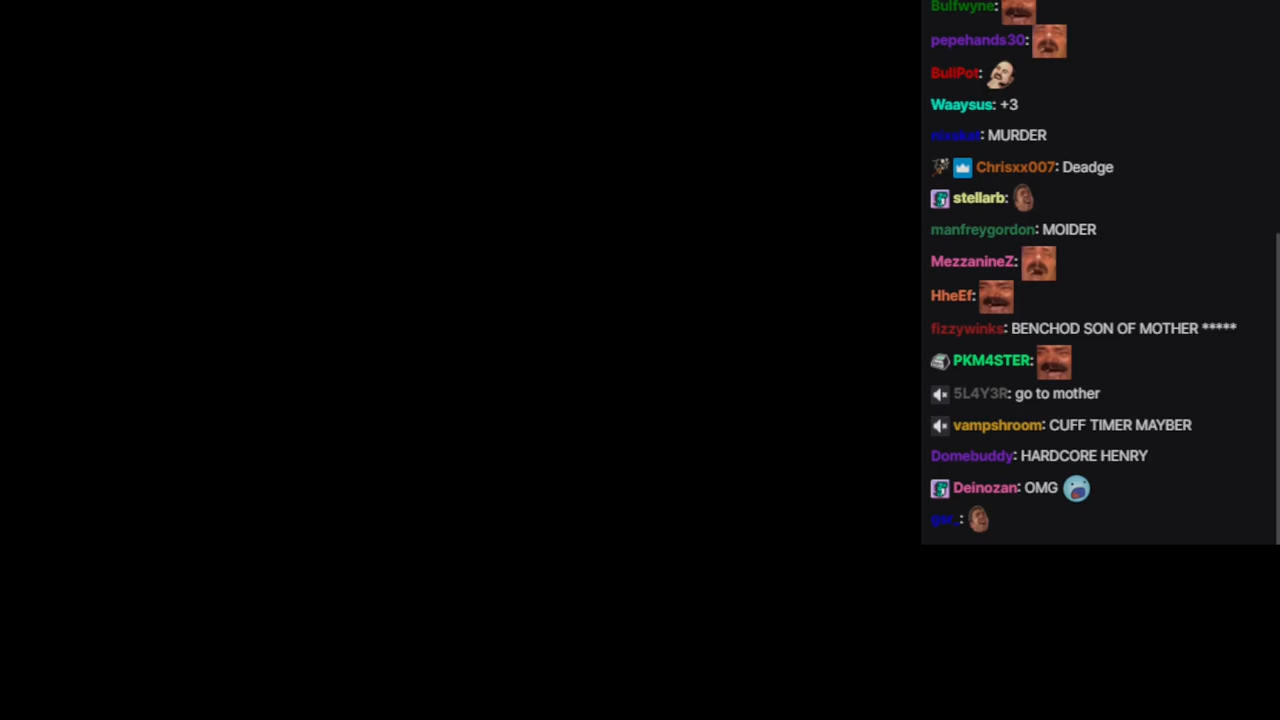 Bulfwyne:
pepehands30:
BullPot:
Waaysus: +3
: MURDER
Chrisxx007: Deadge
stellarb:
manfreygordon: MOIDER
MezzanineZ:
HheEf:
fizzywinks: BENCHOD SON OF MOTHER *****
PKM4STER:
5L4Y3R: go to mother
vampshroom: CUFF TIMER MAYBER
Domebuddy: HARDCORE HENRY
Deinozan: OMG